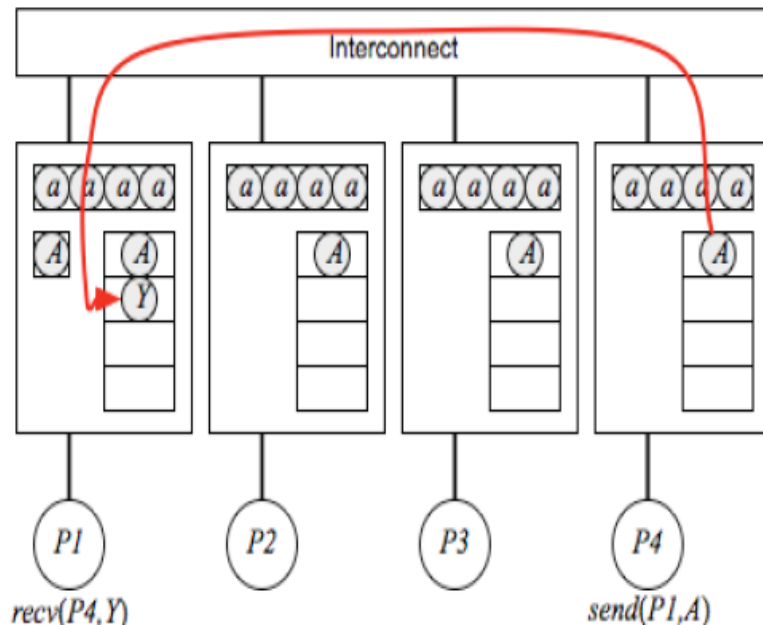 Interconnect
a a a a a a a a a a a a a a a a
A A A A A
Y
P1 P2 P3 P4
recv(P4,Y) send(P1,A)